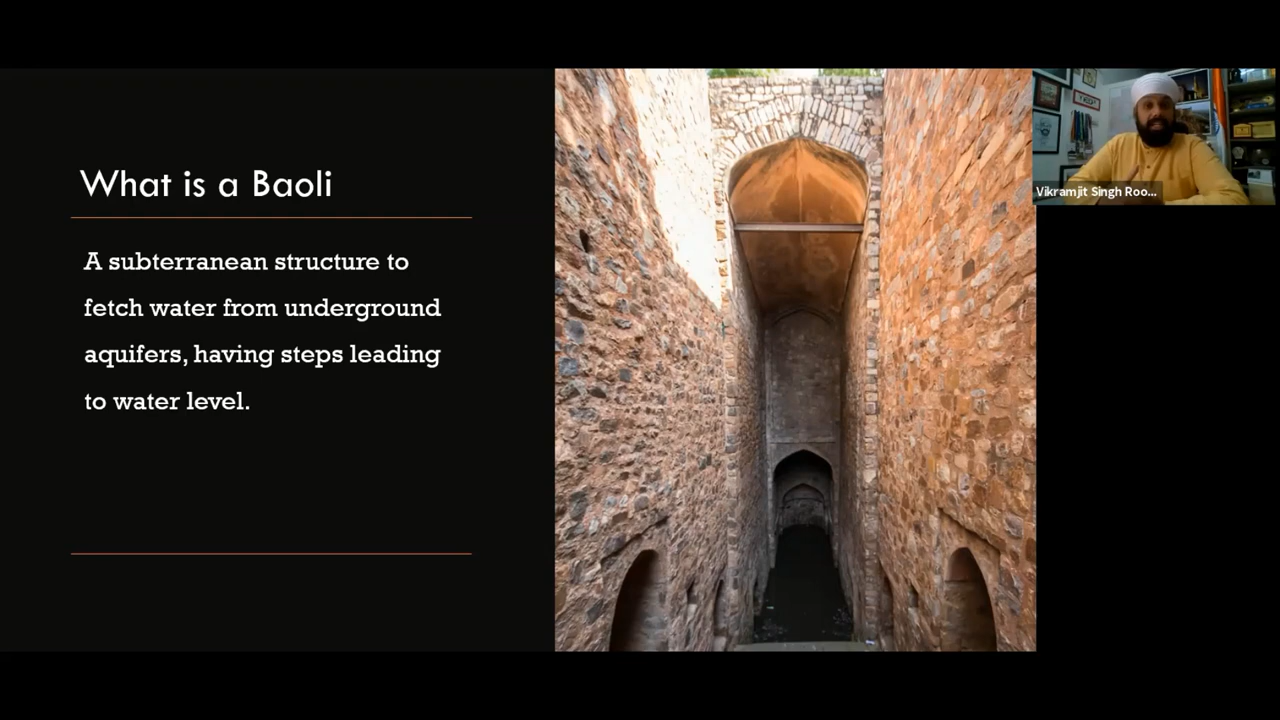 What is a Baoli
A subterranean structure to
fetch water from underground
aquifers, having steps leading
to water level.
Vikramjit Singh Roo...